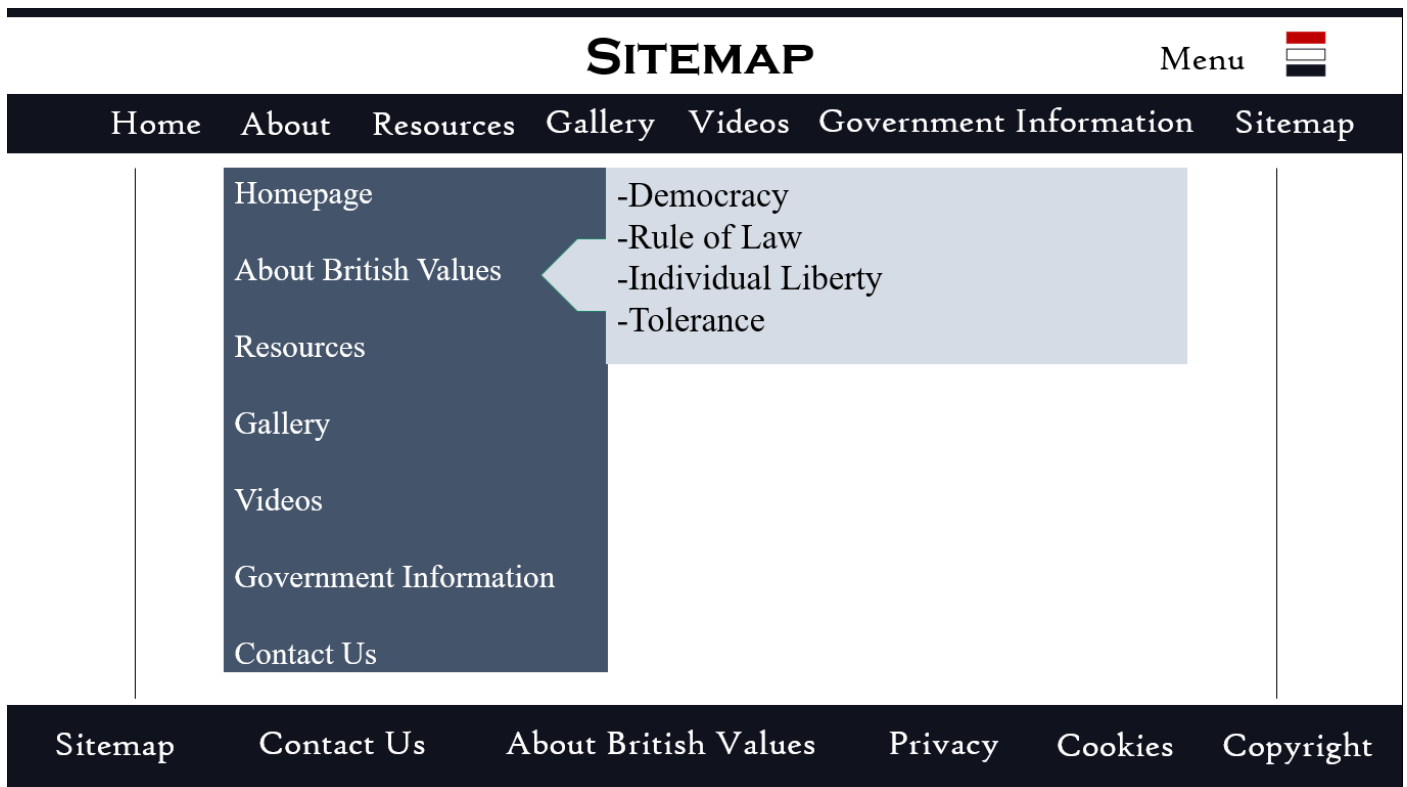 SITEMAP
Menu
Home About Resources Gallery Videos Government Information Sitemap
Homepage
About British Values
Resources
Gallery
Videos
Government Information
Contact Us
-Democracy
-Rule of Law
-Individual Liberty
-Tolerance
Sitemap Contact Us About British Values Privacy Cookies Copyright